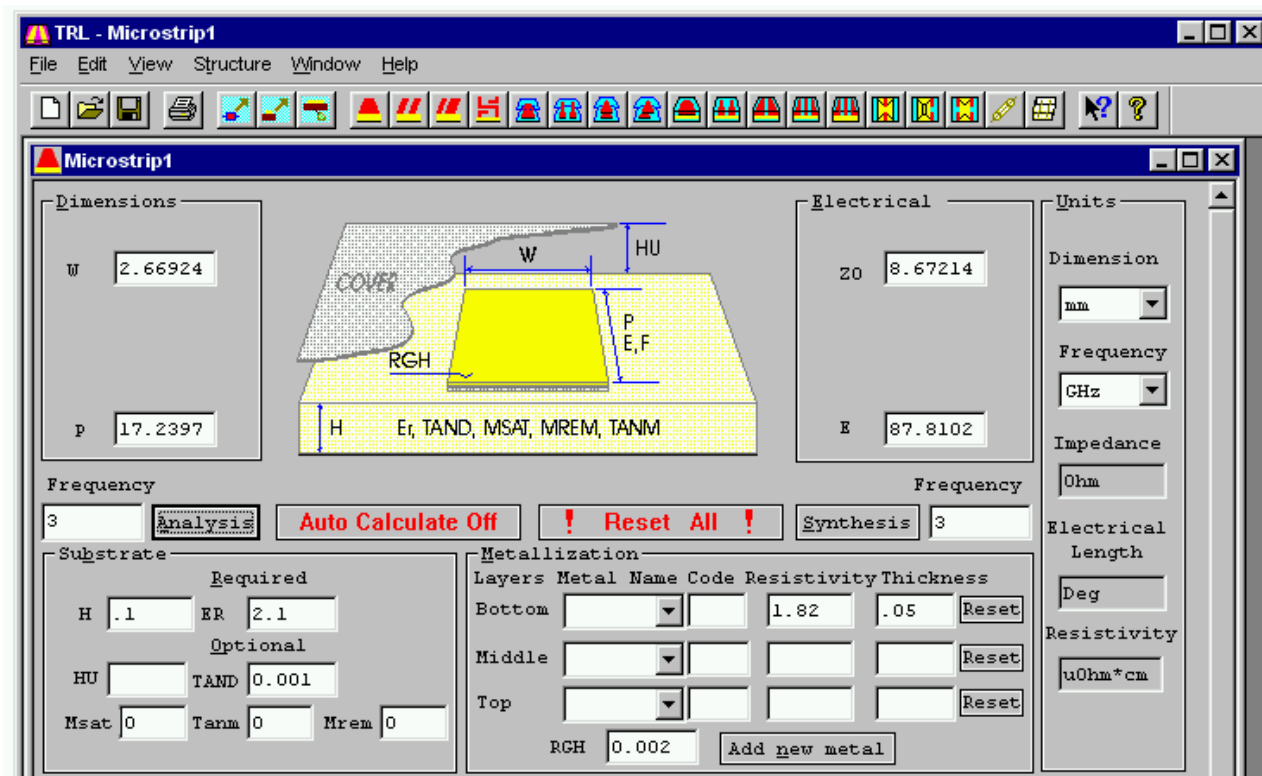 TRL - Microstrip1
File Edit View Structure Window Help
Microstrip1
Dimensions
W 2.66924
P 17.2397
COVER
W
HU
P
E,F
RGH
H Er, TAND, MSAT, MREM, TANM
Electrical
ZO 8.67214
E 87.8102
Units
Dimension
mm
Frequency
GHz
Impedance
Ohm
Electrical
Length
Deg
Resistivity
uOhm*cm
Frequency
3 Analysis Auto Calculate Off ! Reset All ! Synthesis
Frequency
3
Substrate
Required
H .1 ER 2.1
Optional
HU TAND 0.001
Msat 0 Tanm 0 Mrem 0
Metallization
Layers Metal Name Code Resistivity Thickness
Bottom 1.82 .05 Reset
Middle Reset
Top Reset
RGH 0.002 Add new metal